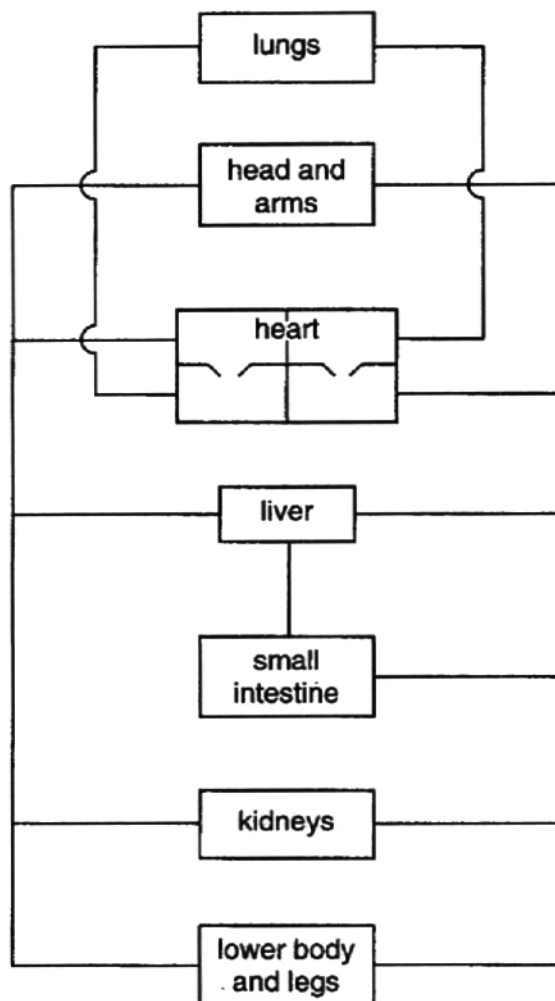 lungs
head and
arms
heart
liver
small
intestine
kidneys
lower body
and legs